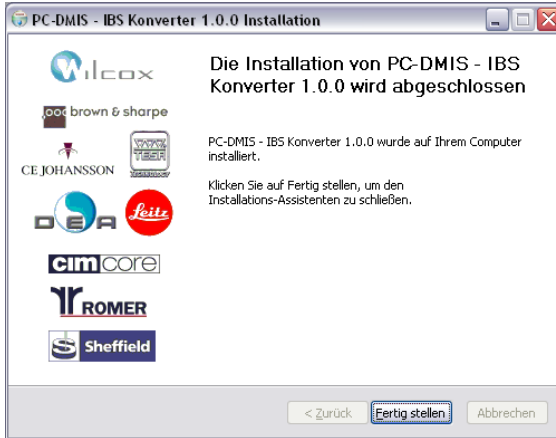 PC-DMIS - IBS Konverter 1.0.0 Installation
Wilcox
brown & sharpe
CE JOHANSSON
TESA
TECHNOLOGY
DEA
Leitz
cimcore
ROMER
Sheffield
Die Installation von PC-DMIS - IBS
Konverter 1.0.0 wird abgeschlossen
PC-DMIS - IBS Konverter 1.0.0 wurde auf Ihrem Computer
installiert.
Klicken Sie auf Fertig stellen, um den
Installations-Assistenten zu schließen.
< Zurück
Fertig stellen
Abbrechen